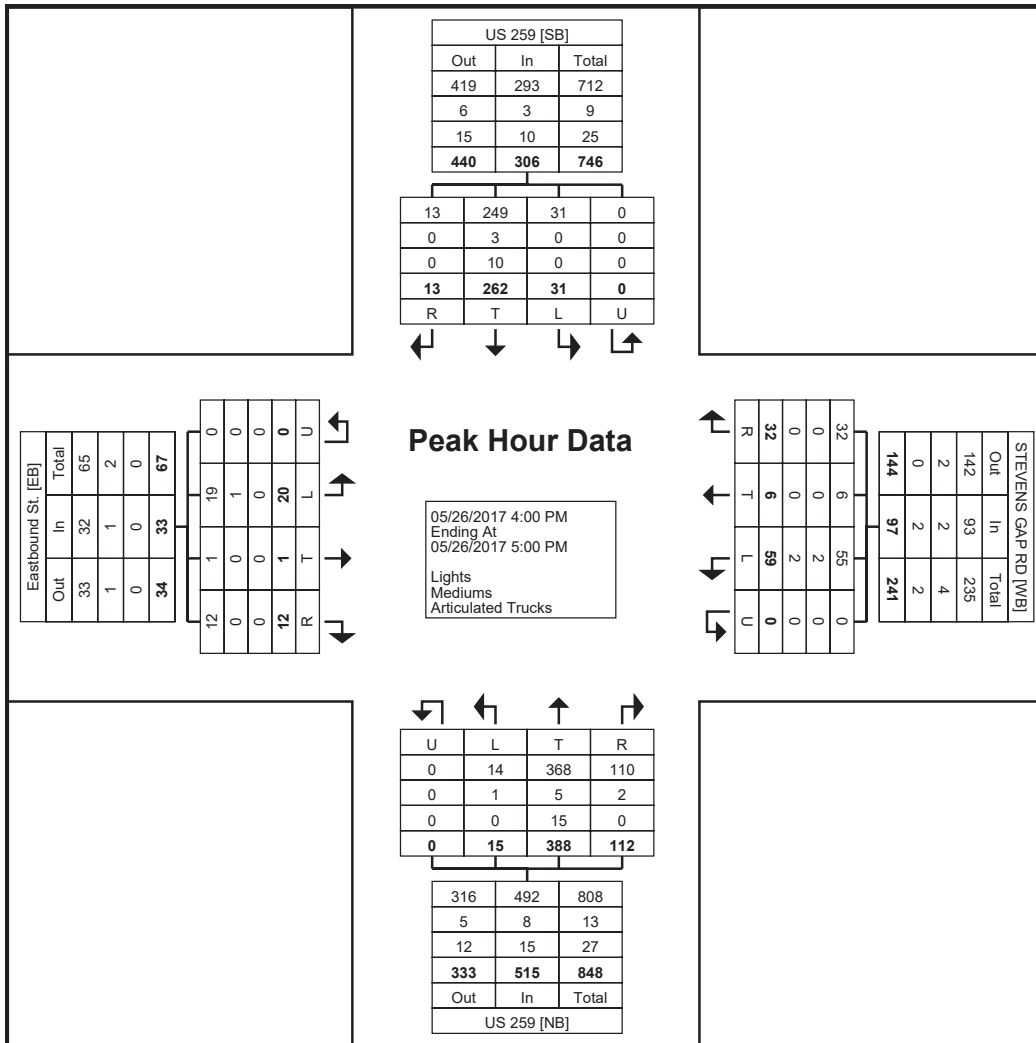 US 259 [SB]
Out In Total
419 293 712
6 3 9
15 10 25
440 306 746
13 249 31 0
0 3 0 0
0 10 0 0
13 262 31 0
R T L U
Eastbound St. [EB]
Total In Out
65 32 33
2 1 1
0 0 0
67 33 34
0 19 1 12
0 1 0 0
0 0 0 0
0 20 1 12
U L T R
Peak Hour Data
05/26/2017 4:00 PM
Ending At
05/26/2017 5:00 PM
Lights
Mediums
Articulated Trucks
STEVENS GAP RD [WB]
Out In Total
142 93 235
2 2 4
0 2 2
144 97 241
32 6 55 0
0 0 2 0
0 0 2 0
32 6 59 0
R T L U
U L T R
0 14 368 110
0 1 5 2
0 0 15 0
0 15 388 112
316 492 808
5 8 13
12 15 27
333 515 848
Out In Total
US 259 [NB]